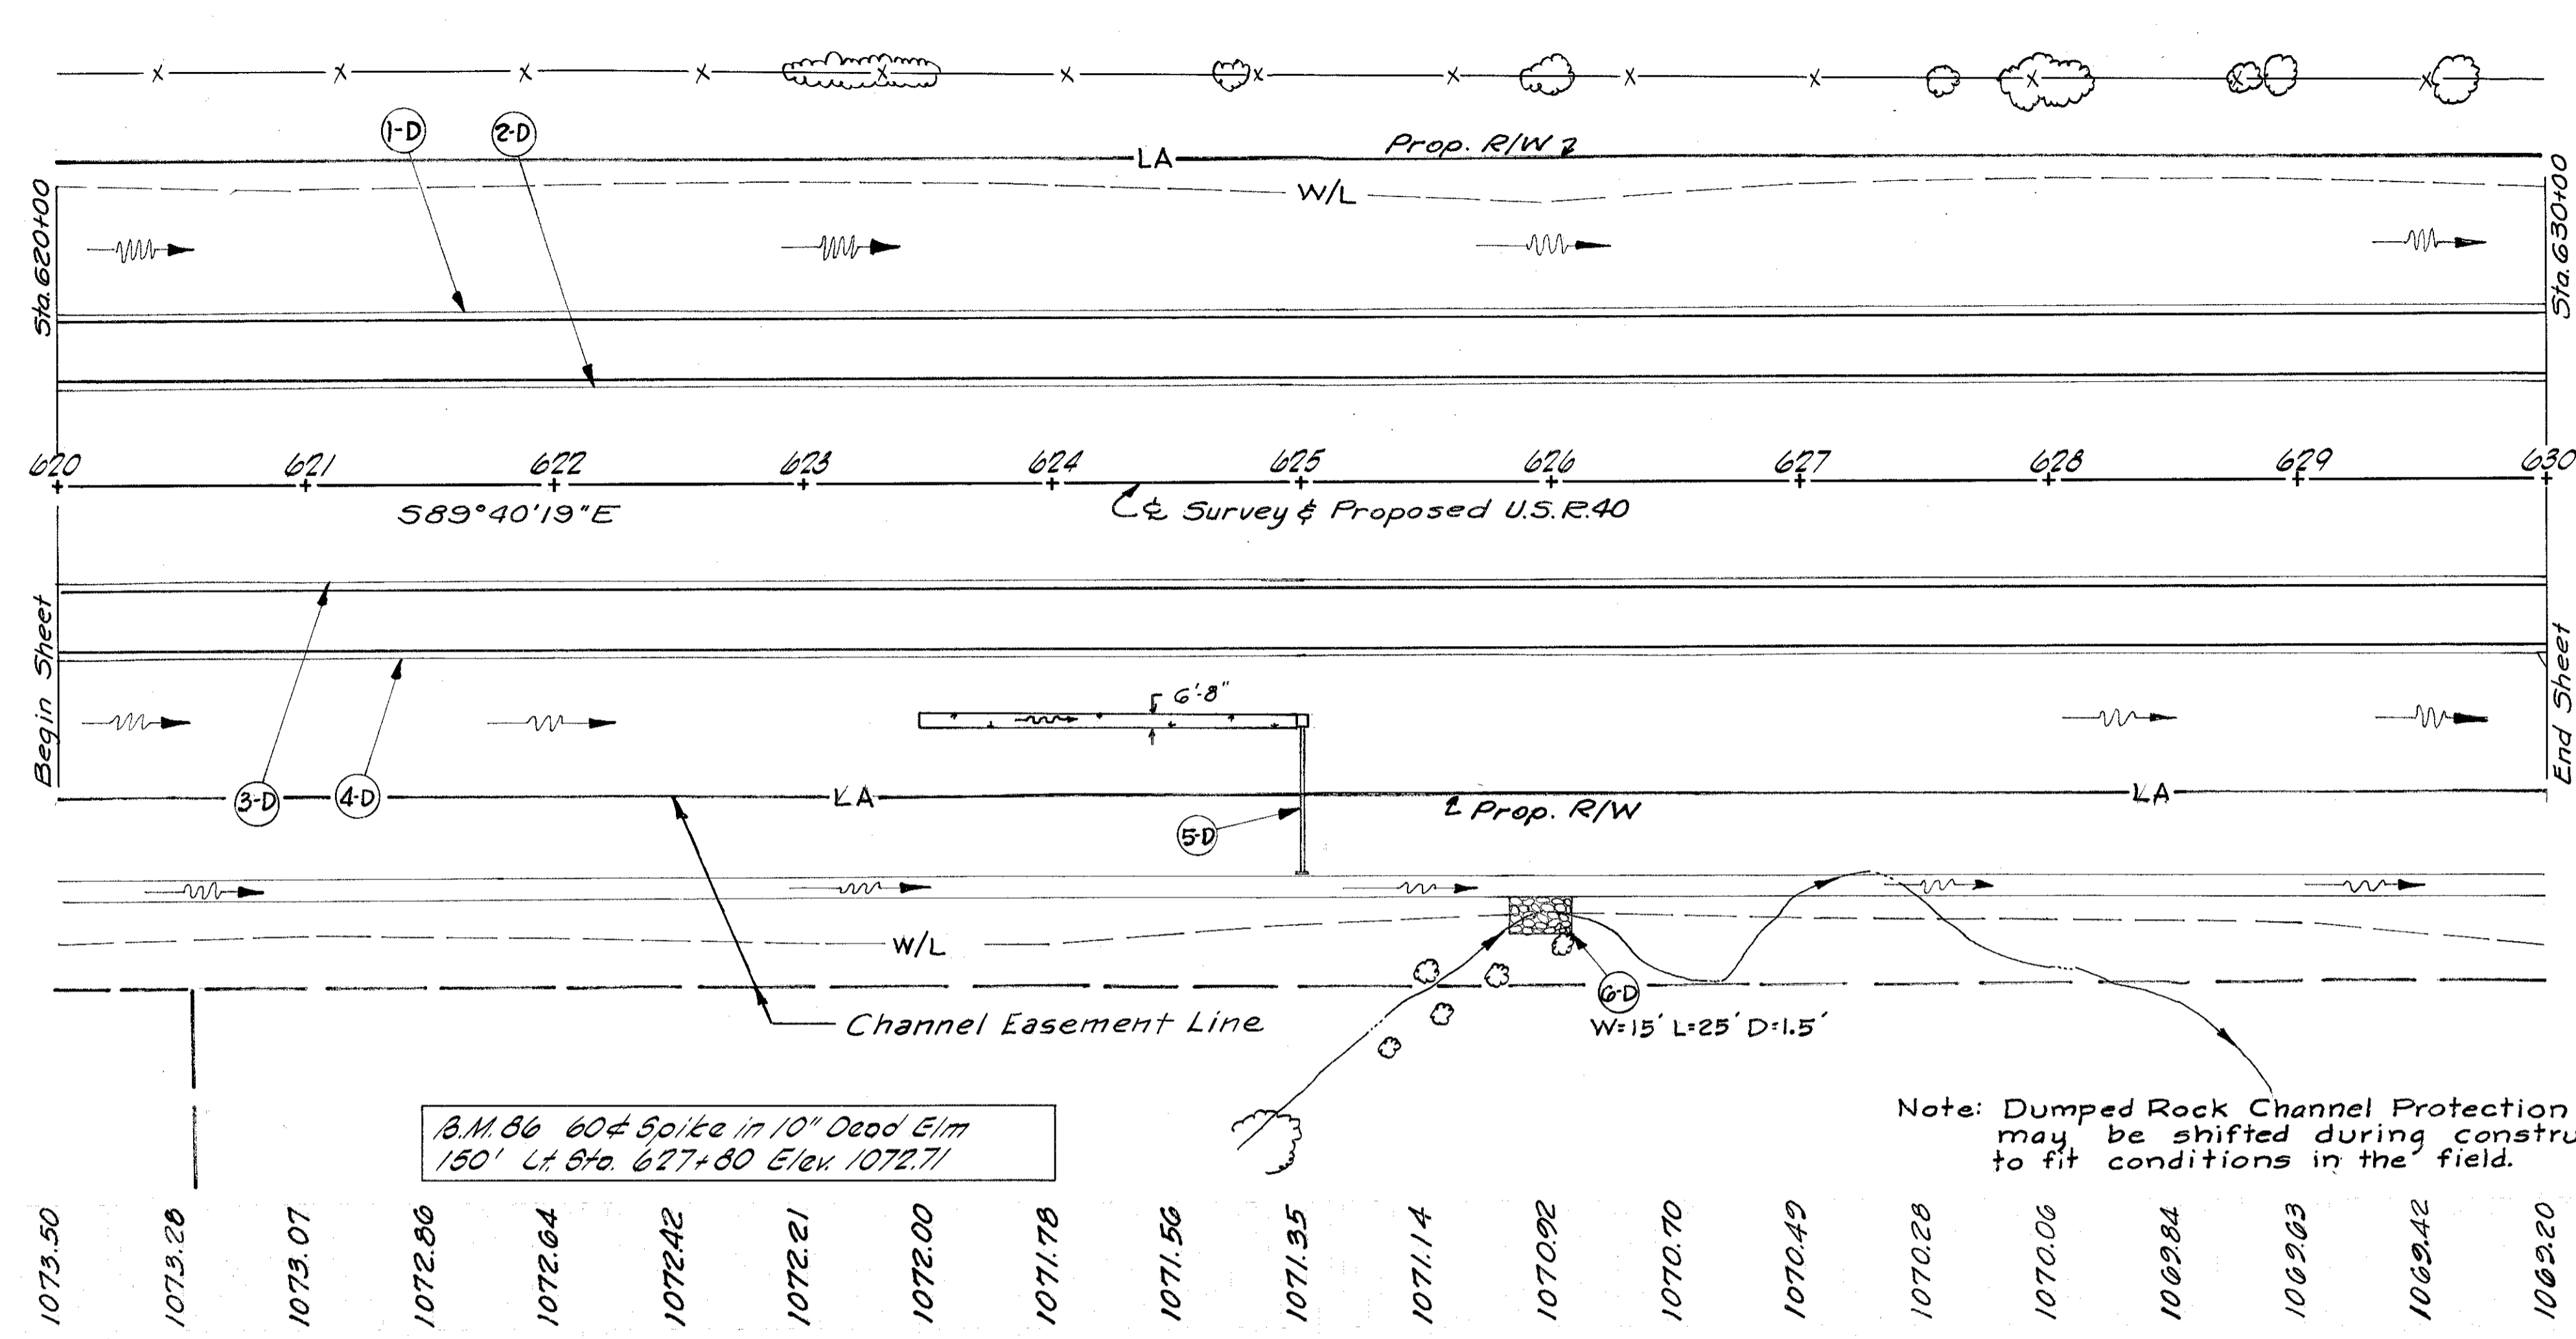 1-D
2-D
LA
Prop. R/W
W/L
Sta. 620+00
Sta. 630+00
620 621 622 623 624 625 626 627 628 629 630
S89°40'19"E
℄ Survey & Proposed U.S.R.40
Begin Sheet
End Sheet
6'-8"
3-D
4-D
LA
LA
Prop. R/W
5-D
W/L
6-D
W=15' L=25' D=1.5'
Channel Easement Line
B.M. 86 60d Spike in 10" Dead Elm
150' Lt. Sta. 627+80 Elev. 1072.71
Note: Dumped Rock Channel Protection
may be shifted during constru
to fit conditions in the field.
1073.50 1073.28 1073.07 1072.86 1072.64 1072.42 1072.21 1072.00 1071.78 1071.56 1071.35 1071.14 1070.92 1070.70 1070.49 1070.28 1070.06 1069.84 1069.63 1069.42 1069.20